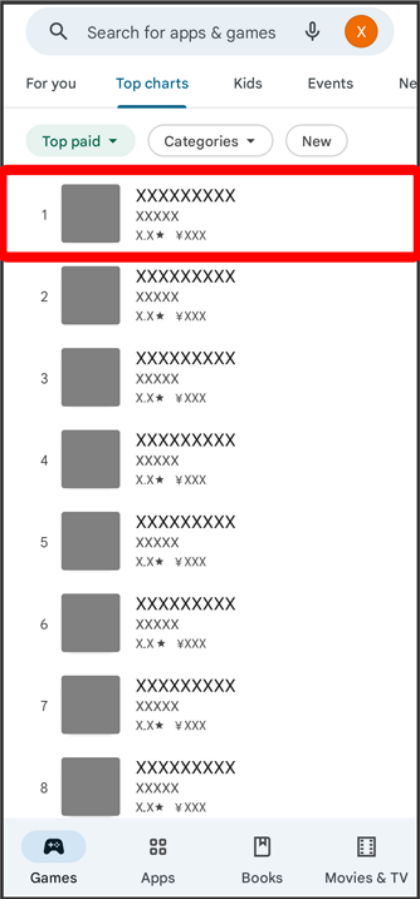 Search for apps & games
X
For you Top charts Kids Events Ne
Top paid Categories New
1 XXXXXXXXX
XXXXX
X.X★ ¥XXX
2 XXXXXXXXX
XXXXX
X.X★ ¥XXX
3 XXXXXXXXX
XXXXX
X.X★ ¥XXX
4 XXXXXXXXX
XXXXX
X.X★ ¥XXX
5 XXXXXXXXX
XXXXX
X.X★ ¥XXX
6 XXXXXXXXX
XXXXX
X.X★ ¥XXX
7 XXXXXXXXX
XXXXX
X.X★ ¥XXX
8 XXXXXXXXX
XXXXX
X.X★ ¥XXX
Games Apps Books Movies & TV